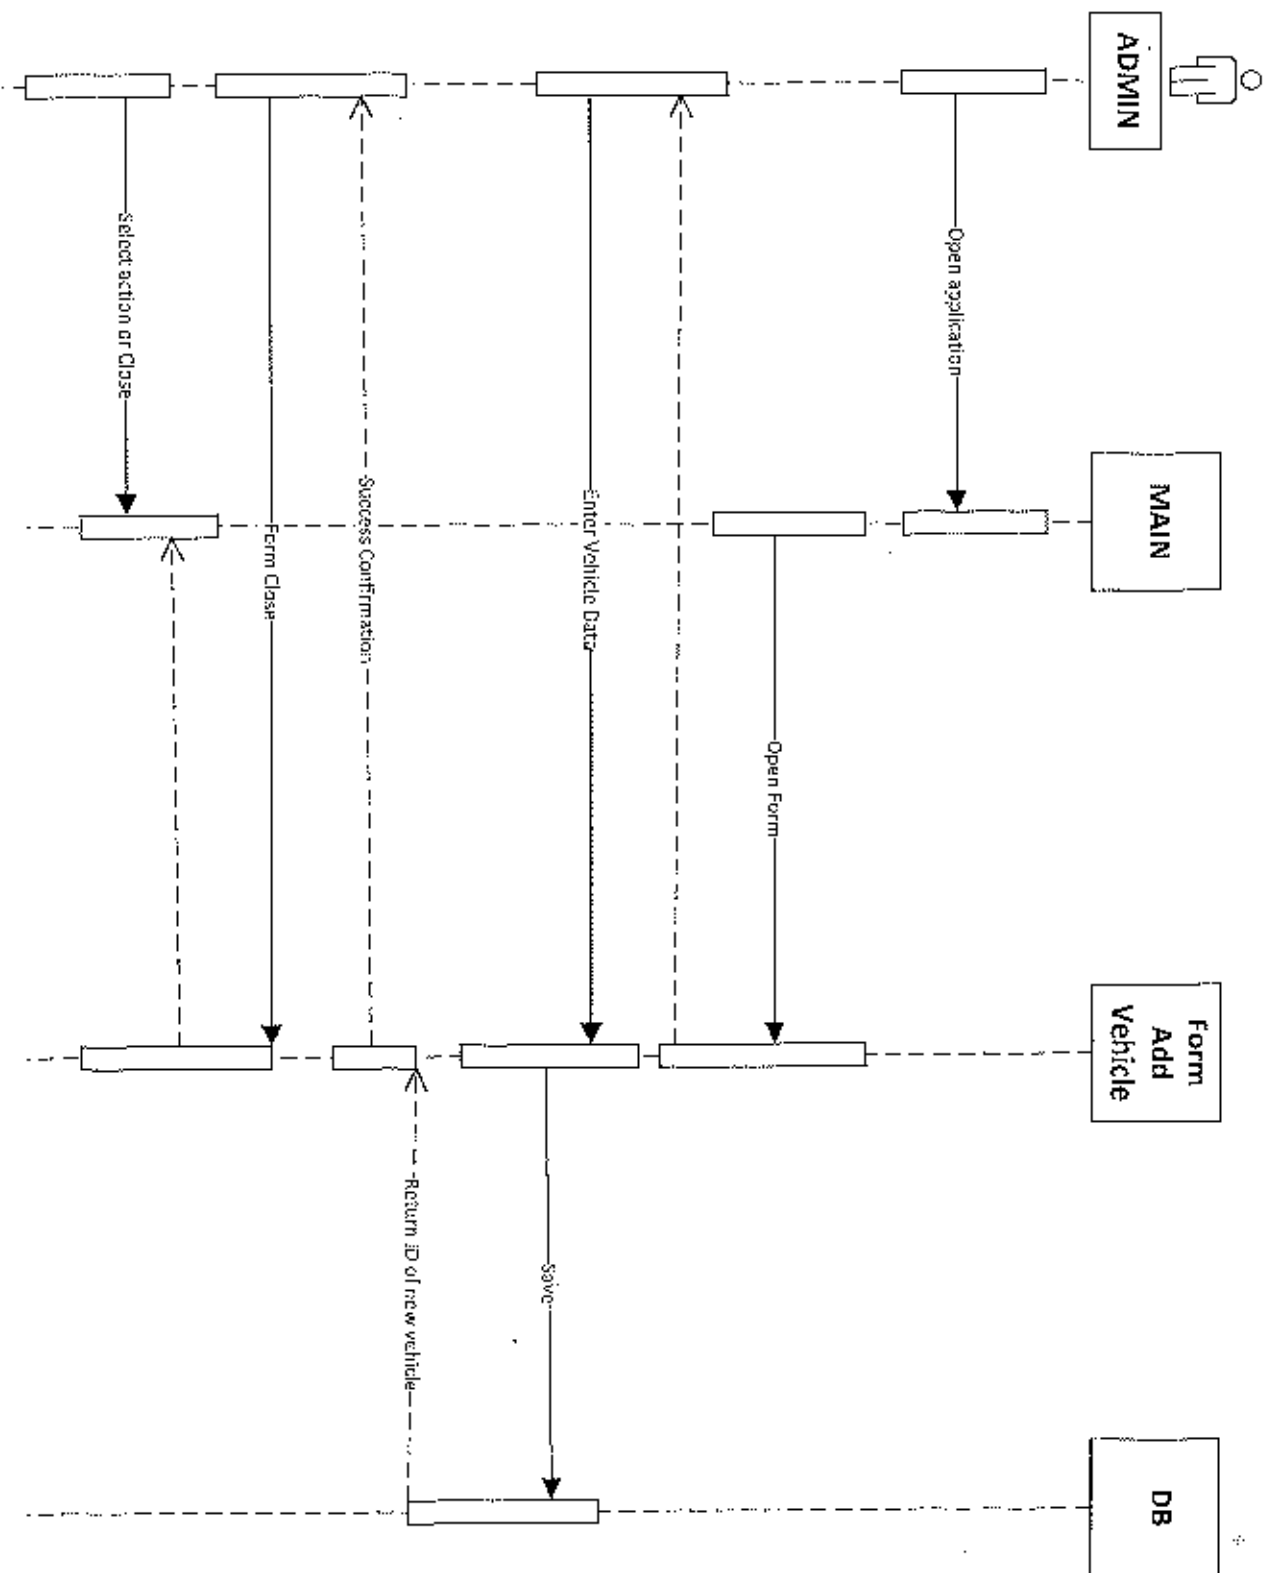 ADMIN
MAIN
Form
Add
Vehicle
DB
Open application
Open Form
Enter Vehicle Data
Save
Return ID of new vehicle
Success Confirmation
Form Close
Select action or Close